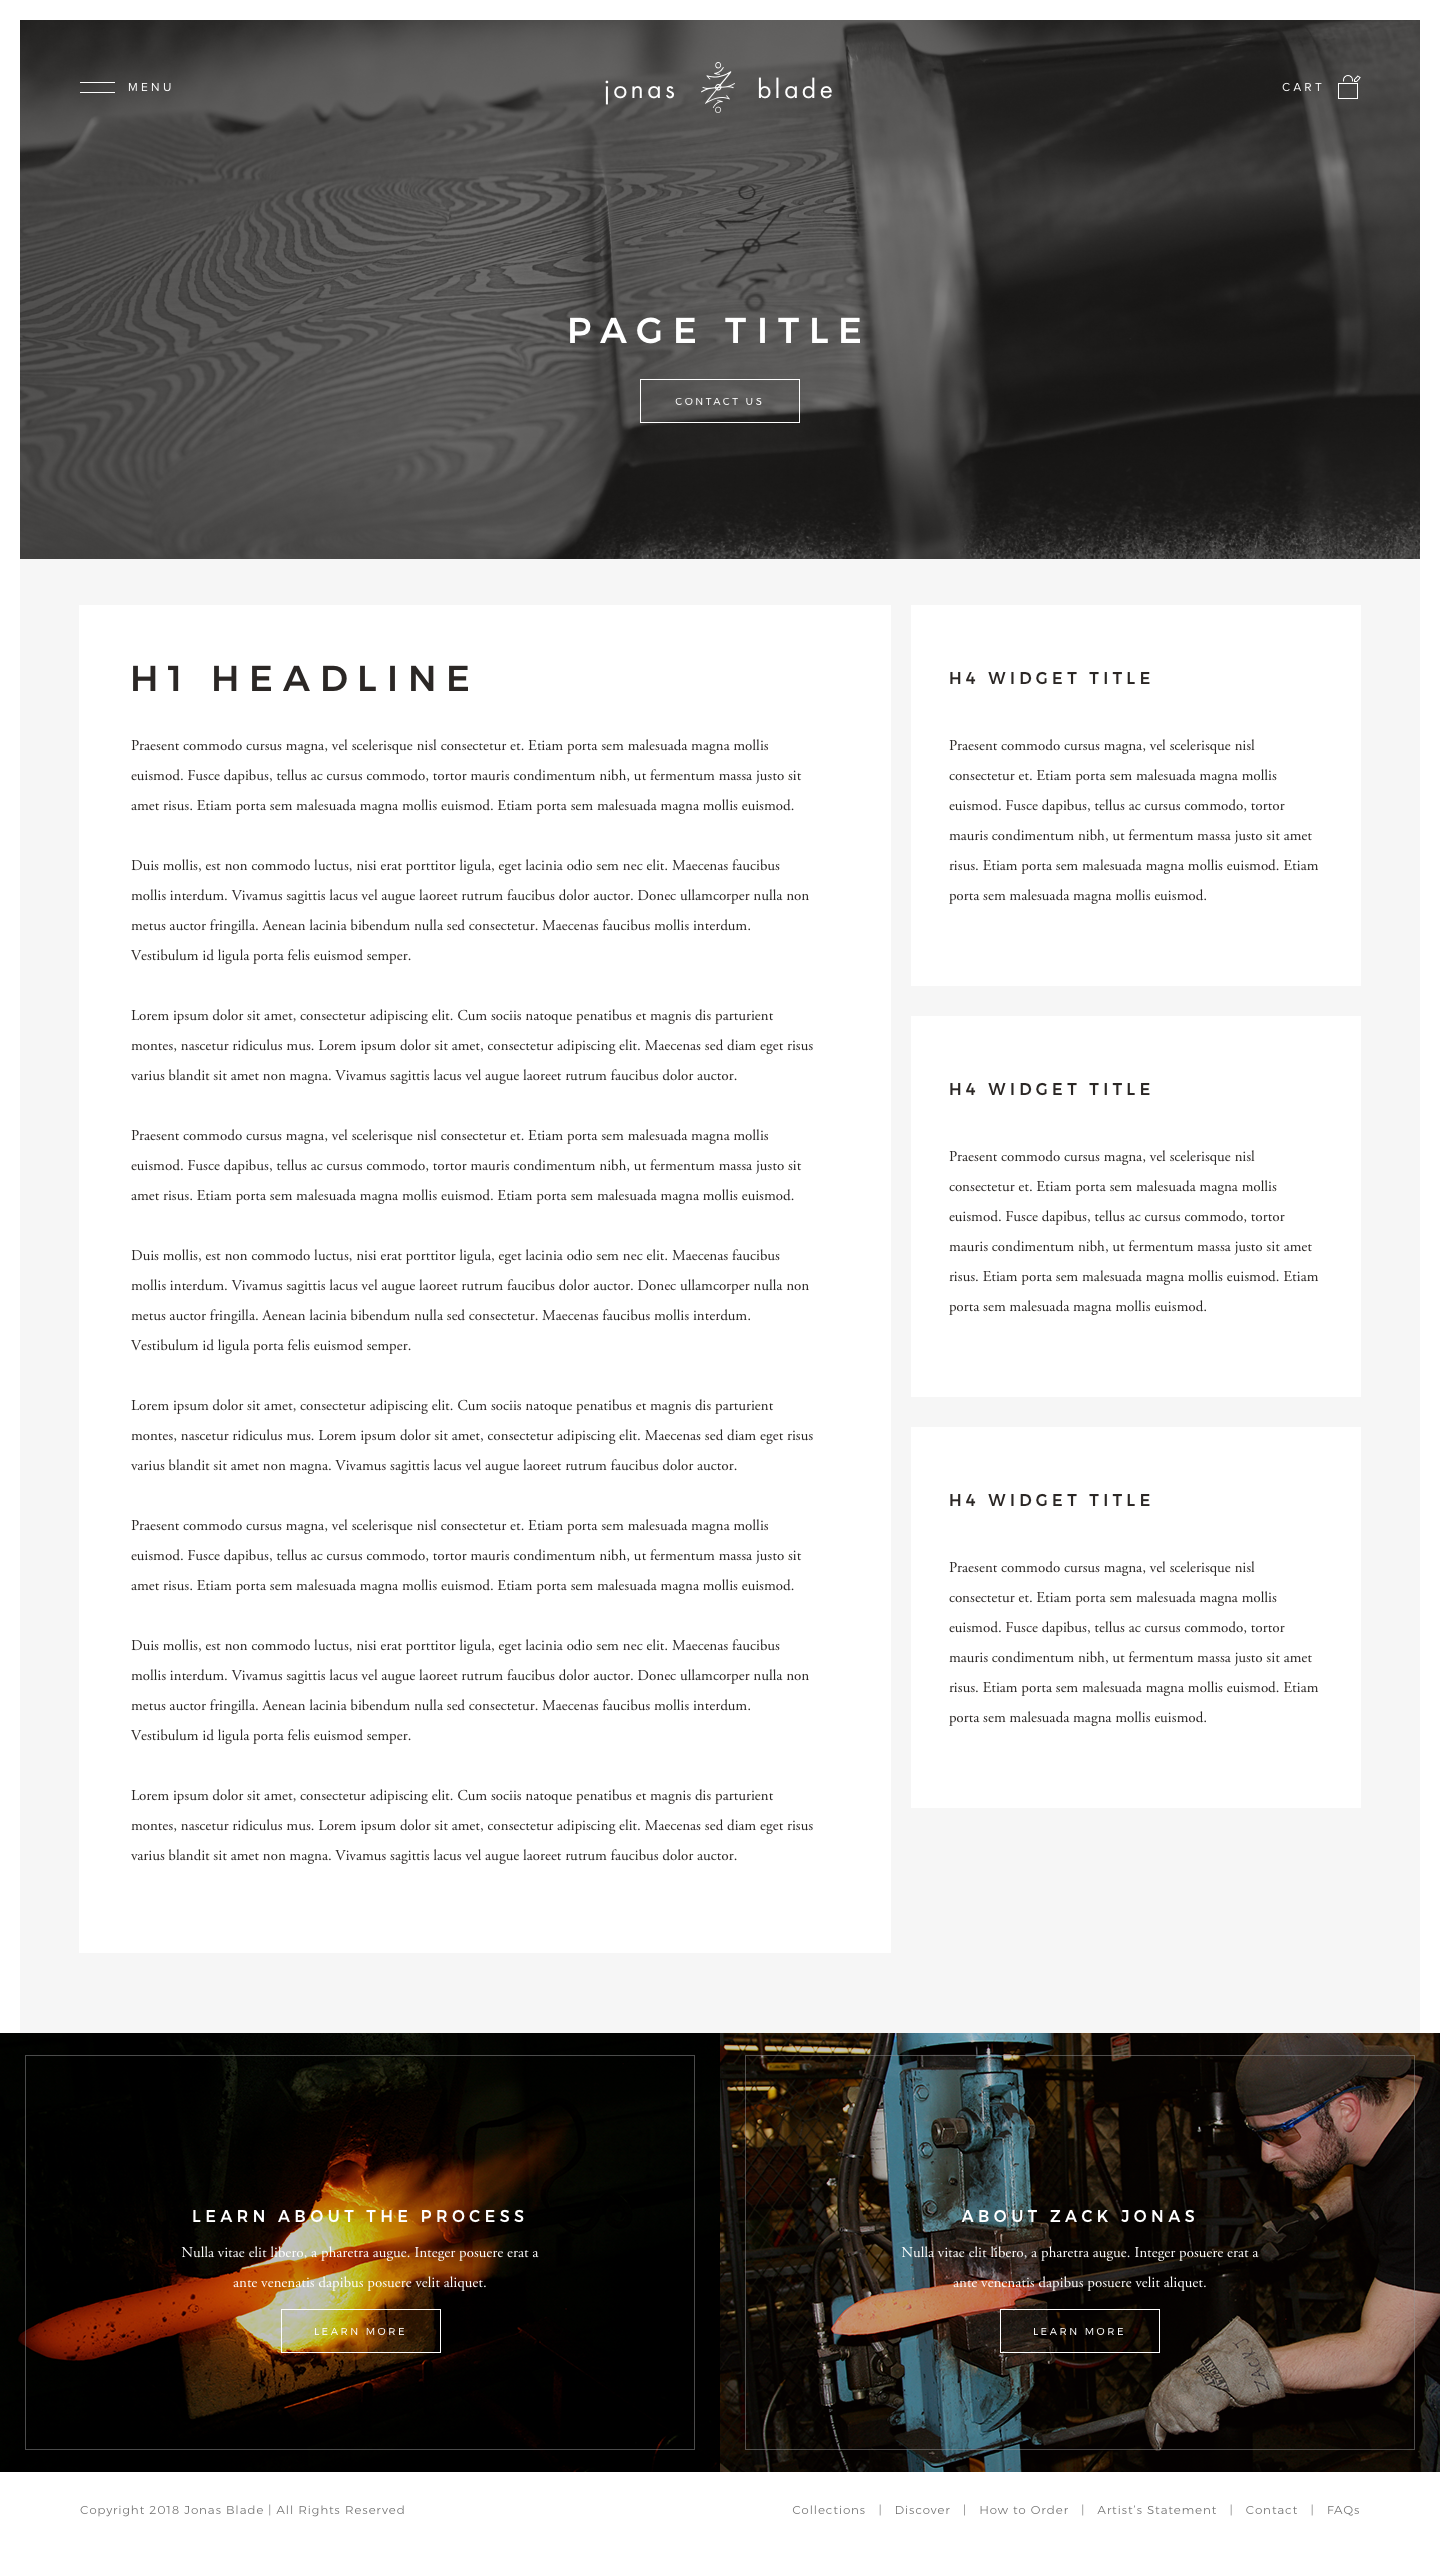 MENU
jonas blade
CART
PAGE TITLE
CONTACT US
H1 HEADLINE
Praesent commodo cursus magna, vel scelerisque nisl consectetur et. Etiam porta sem malesuada magna mollis
euismod. Fusce dapibus, tellus ac cursus commodo, tortor mauris condimentum nibh, ut fermentum massa justo sit
amet risus. Etiam porta sem malesuada magna mollis euismod. Etiam porta sem malesuada magna mollis euismod.
Duis mollis, est non commodo luctus, nisi erat porttitor ligula, eget lacinia odio sem nec elit. Maecenas faucibus
mollis interdum. Vivamus sagittis lacus vel augue laoreet rutrum faucibus dolor auctor. Donec ullamcorper nulla non
metus auctor fringilla. Aenean lacinia bibendum nulla sed consectetur. Maecenas faucibus mollis interdum.
Vestibulum id ligula porta felis euismod semper.
Lorem ipsum dolor sit amet, consectetur adipiscing elit. Cum sociis natoque penatibus et magnis dis parturient
montes, nascetur ridiculus mus. Lorem ipsum dolor sit amet, consectetur adipiscing elit. Maecenas sed diam eget risus
varius blandit sit amet non magna. Vivamus sagittis lacus vel augue laoreet rutrum faucibus dolor auctor.
Praesent commodo cursus magna, vel scelerisque nisl consectetur et. Etiam porta sem malesuada magna mollis
euismod. Fusce dapibus, tellus ac cursus commodo, tortor mauris condimentum nibh, ut fermentum massa justo sit
amet risus. Etiam porta sem malesuada magna mollis euismod. Etiam porta sem malesuada magna mollis euismod.
Duis mollis, est non commodo luctus, nisi erat porttitor ligula, eget lacinia odio sem nec elit. Maecenas faucibus
mollis interdum. Vivamus sagittis lacus vel augue laoreet rutrum faucibus dolor auctor. Donec ullamcorper nulla non
metus auctor fringilla. Aenean lacinia bibendum nulla sed consectetur. Maecenas faucibus mollis interdum.
Vestibulum id ligula porta felis euismod semper.
Lorem ipsum dolor sit amet, consectetur adipiscing elit. Cum sociis natoque penatibus et magnis dis parturient
montes, nascetur ridiculus mus. Lorem ipsum dolor sit amet, consectetur adipiscing elit. Maecenas sed diam eget risus
varius blandit sit amet non magna. Vivamus sagittis lacus vel augue laoreet rutrum faucibus dolor auctor.
Praesent commodo cursus magna, vel scelerisque nisl consectetur et. Etiam porta sem malesuada magna mollis
euismod. Fusce dapibus, tellus ac cursus commodo, tortor mauris condimentum nibh, ut fermentum massa justo sit
amet risus. Etiam porta sem malesuada magna mollis euismod. Etiam porta sem malesuada magna mollis euismod.
Duis mollis, est non commodo luctus, nisi erat porttitor ligula, eget lacinia odio sem nec elit. Maecenas faucibus
mollis interdum. Vivamus sagittis lacus vel augue laoreet rutrum faucibus dolor auctor. Donec ullamcorper nulla non
metus auctor fringilla. Aenean lacinia bibendum nulla sed consectetur. Maecenas faucibus mollis interdum.
Vestibulum id ligula porta felis euismod semper.
Lorem ipsum dolor sit amet, consectetur adipiscing elit. Cum sociis natoque penatibus et magnis dis parturient
montes, nascetur ridiculus mus. Lorem ipsum dolor sit amet, consectetur adipiscing elit. Maecenas sed diam eget risus
varius blandit sit amet non magna. Vivamus sagittis lacus vel augue laoreet rutrum faucibus dolor auctor.
H4 WIDGET TITLE
Praesent commodo cursus magna, vel scelerisque nisl
consectetur et. Etiam porta sem malesuada magna mollis
euismod. Fusce dapibus, tellus ac cursus commodo, tortor
mauris condimentum nibh, ut fermentum massa justo sit amet
risus. Etiam porta sem malesuada magna mollis euismod. Etiam
porta sem malesuada magna mollis euismod.
H4 WIDGET TITLE
Praesent commodo cursus magna, vel scelerisque nisl
consectetur et. Etiam porta sem malesuada magna mollis
euismod. Fusce dapibus, tellus ac cursus commodo, tortor
mauris condimentum nibh, ut fermentum massa justo sit amet
risus. Etiam porta sem malesuada magna mollis euismod. Etiam
porta sem malesuada magna mollis euismod.
H4 WIDGET TITLE
Praesent commodo cursus magna, vel scelerisque nisl
consectetur et. Etiam porta sem malesuada magna mollis
euismod. Fusce dapibus, tellus ac cursus commodo, tortor
mauris condimentum nibh, ut fermentum massa justo sit amet
risus. Etiam porta sem malesuada magna mollis euismod. Etiam
porta sem malesuada magna mollis euismod.
LEARN ABOUT THE PROCESS
Nulla vitae elit libero, a pharetra augue. Integer posuere erat a
ante venenatis dapibus posuere velit aliquet.
LEARN MORE
ABOUT ZACK JONAS
Nulla vitae elit libero, a pharetra augue. Integer posuere erat a
ante venenatis dapibus posuere velit aliquet.
LEARN MORE
ZACK
Copyright 2018 Jonas Blade | All Rights Reserved
Collections | Discover | How to Order | Artist's Statement | Contact | FAQs